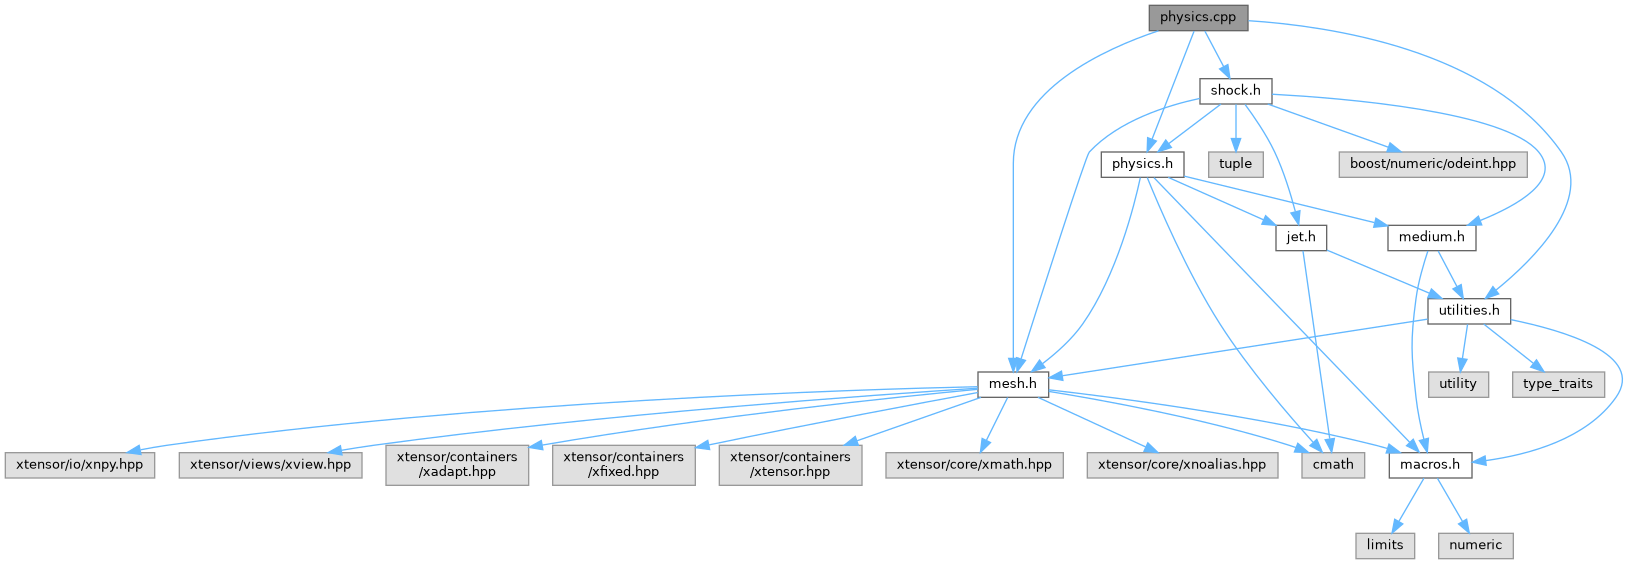 physics.cpp
shock.h
physics.h
tuple
boost/numeric/odeint.hpp
jet.h
medium.h
utilities.h
mesh.h
utility
type_traits
xtensor/io/xnpy.hpp
xtensor/views/xview.hpp
xtensor/containers
/xadapt.hpp
xtensor/containers
/xfixed.hpp
xtensor/containers
/xtensor.hpp
xtensor/core/xmath.hpp
xtensor/core/xnoalias.hpp
cmath
macros.h
limits
numeric